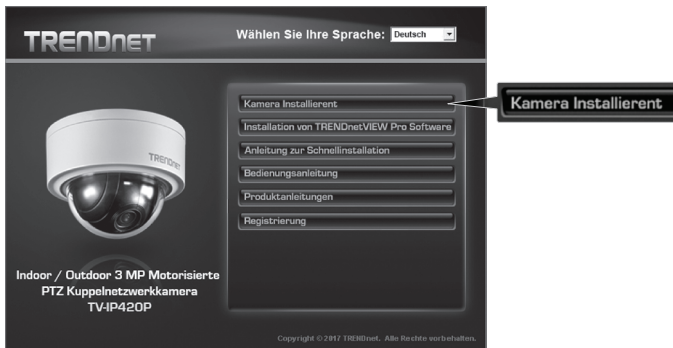 TRENDNET
Wählen Sie Ihre Sprache: Deutsch
Kamera Installierent
Kamera Installierent
Installation von TRENDnetVIEW Pro Software
Anleitung zur Schnellinstallation
Bedienungsanleitung
Produktanleitungen
Registrierung
TRENDNET
Indoor / Outdoor 3 MP Motorisierte
PTZ Kuppelnetzwerkkamera
TV-IP420P
Copyright © 2017 TRENDnet. Alle Rechte vorbehalten.